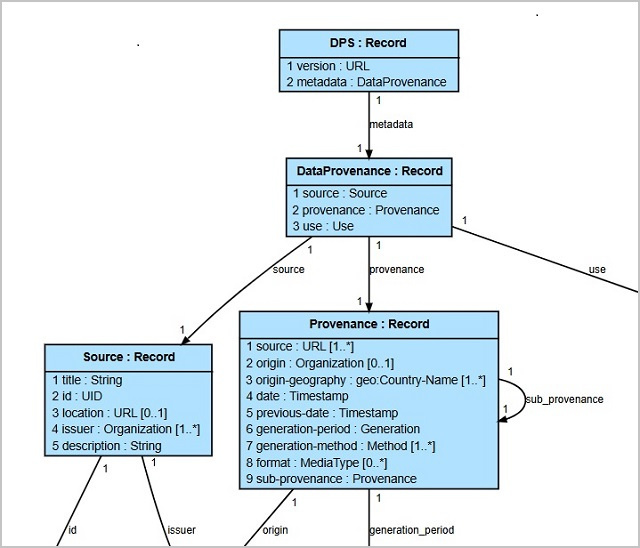 DPS : Record
1 version : URL
2 metadata : DataProvenance
1
metadata
1
DataProvenance : Record
1 source : Source
2 provenance : Provenance
3 use : Use
1
1
1
source
provenance
use
1
1
Provenance : Record
1 source : URL [1..*]
2 origin : Organization [0..1]
3 origin-geography : geo:Country-Name [1..*]
4 date : Timestamp
5 previous-date : Timestamp
6 generation-period : Generation
7 generation-method : Method [1..*]
8 format : MediaType [0..*]
9 sub-provenance : Provenance
1
sub_provenance
1
Source : Record
1 title : String
2 id : UID
3 location : URL [0..1]
4 issuer : Organization [1..*]
5 description : String
1
1
1
1
id
issuer
origin
generation_period